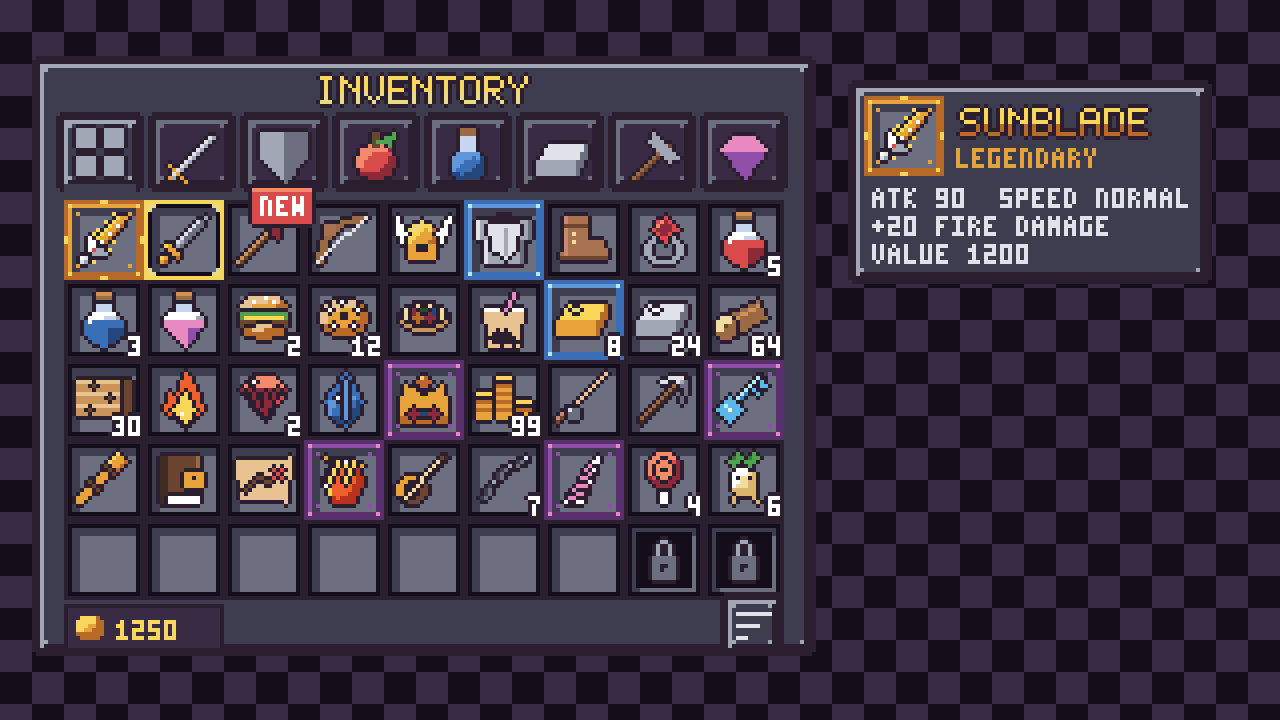 INVENTORY
NEW
5
3
2
12
8
24
64
30
2
99
7
4
6
1250
SUNBLADE
LEGENDARY
ATK 90 SPEED NORMAL
+20 FIRE DAMAGE
VALUE 1200